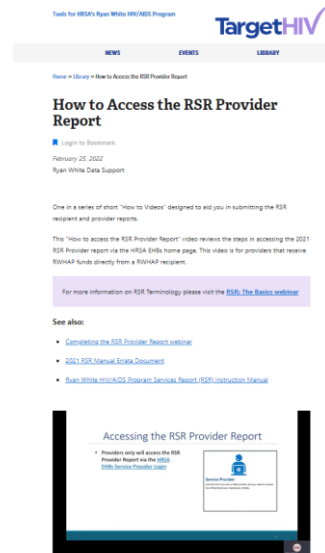 Tools for HRSA's Ryan White HIV/AIDS Program
TargetHIV
NEWS EVENTS LIBRARY
Home » Library » How to Access the RSR Provider Report
How to Access the RSR Provider
Report
Login to Bookmark
February 25, 2022
Ryan White Data Support
One in a series of short "How to Videos" designed to aid you in submitting the RSR
recipient and provider reports.
This "How to access the RSR Provider Report" video reviews the steps in accessing the 2021
RSR Provider report via the HRSA EHBs home page. This video is for providers that receive
RWHAP funds directly from a RWHAP recipient.
For more information on RSR Terminology please visit the RSR: The Basics webinar
See also:
Completing the RSR Provider Report webinar
2021 RSR Manual Errata Document
Ryan White HIV/AIDS Program Services Report (RSR) Instruction Manual
Accessing the RSR Provider Report
• Providers only will access the RSR
Provider Report via the HRSA
EHBs Service Provider Login
Service Provider